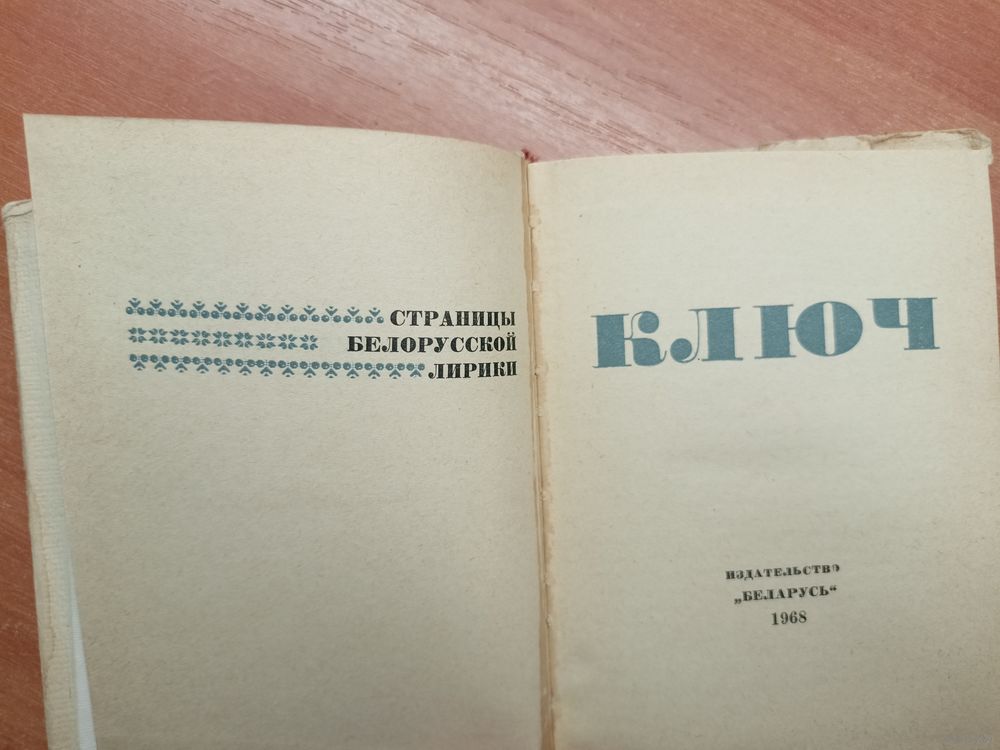 СТРАНИЦЫ
БЕЛОРУССКОЙ
ЛИРИКИ
КЛЮЧ
ИЗДАТЕЛЬСТВО
„БЕЛАРУСЬ“
1968